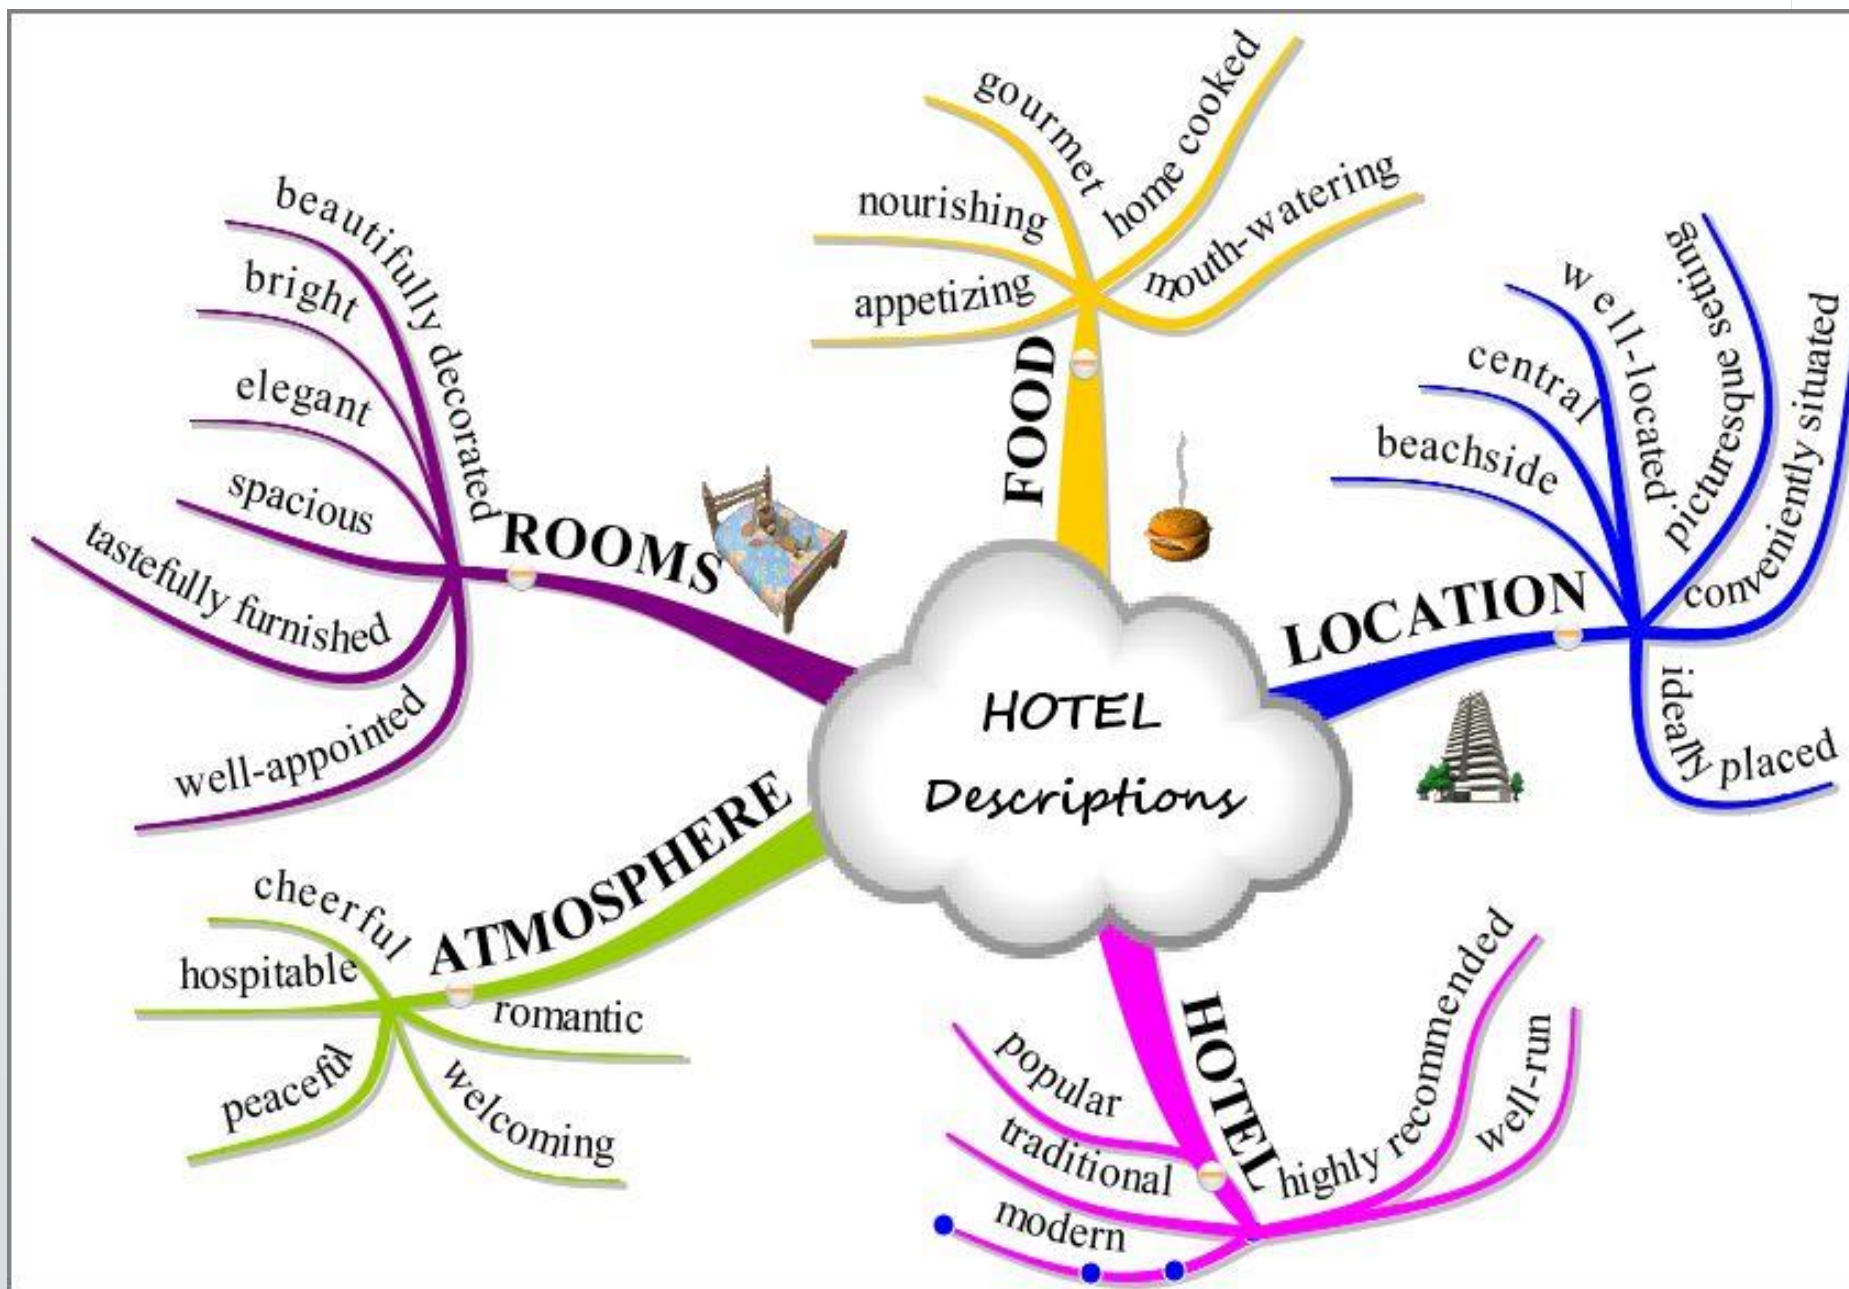 HOTEL
Descriptions
FOOD
gourmet
nourishing
appetizing
home cooked
mouth-watering
LOCATION
well-located
central
beachside
picturesque setting
conveniently situated
ideally placed
HOTEL
popular
traditional
modern
highly recommended
well-run
ATMOSPHERE
cheerful
hospitable
peaceful
romantic
welcoming
ROOMS
beautifully decorated
bright
elegant
spacious
tastefully furnished
well-appointed